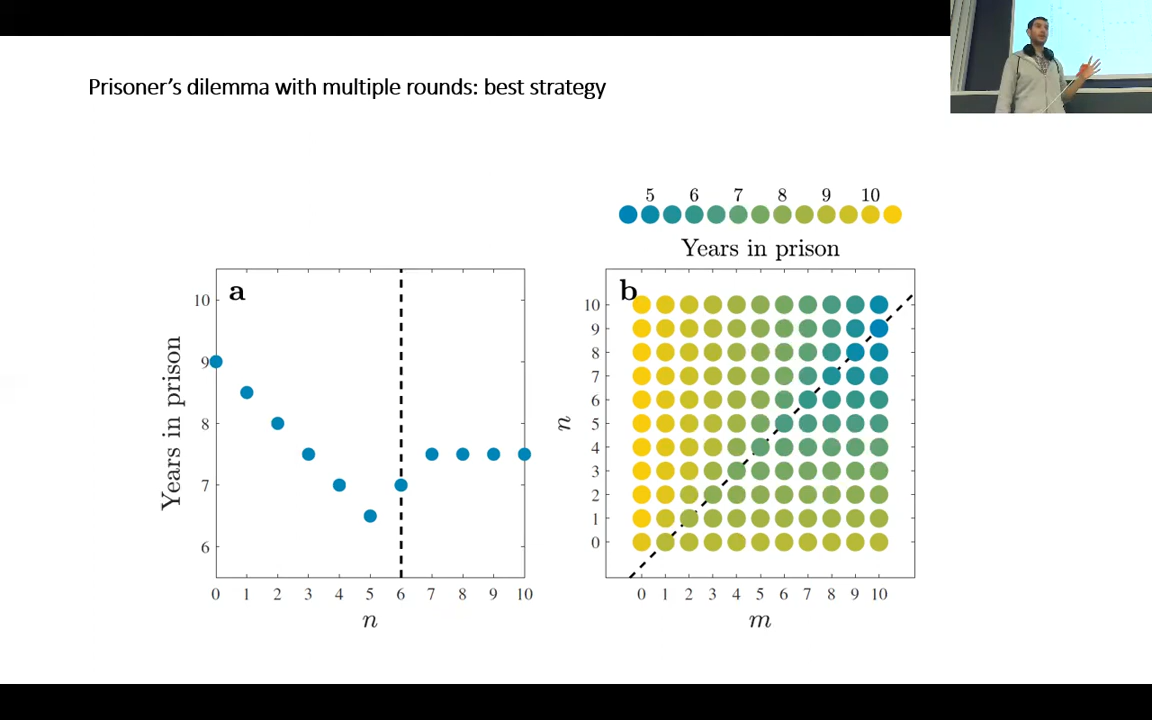 Prisoner's dilemma with multiple rounds: best strategy
5 6 7 8 9 10
Years in prison
a
10
9
8
7
6
Years in prison
0 1 2 3 4 5 6 7 8 9 10
n
b
10
9
8
7
6
5
4
3
2
1
0
n
0 1 2 3 4 5 6 7 8 9 10
m